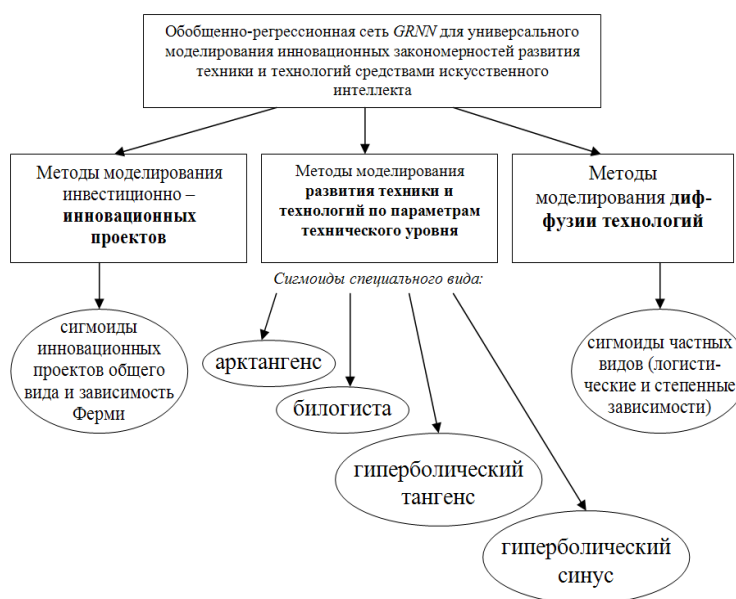 Обобщенно-регрессионая сеть GRNN для универсального
моделирования инновационных закономерностей развития
техники и технологий средствами искусственного
интеллекта
Методы моделирования
инвестиционно –
инновационных
проектов
Методы моделирования
развития техники и
технологий по параметрам
технического уровня
Методы
моделирования диф-
фузии технологий
Сигмоиды специального вида:
сигмоиды
инновационных
проектов общего
вида и зависимость
Ферми
арктангенс
билогиста
гиперболический
тангенс
гиперболический
синус
сигмоиды частных
видов (логисти-
ческие и степенные
зависимости)